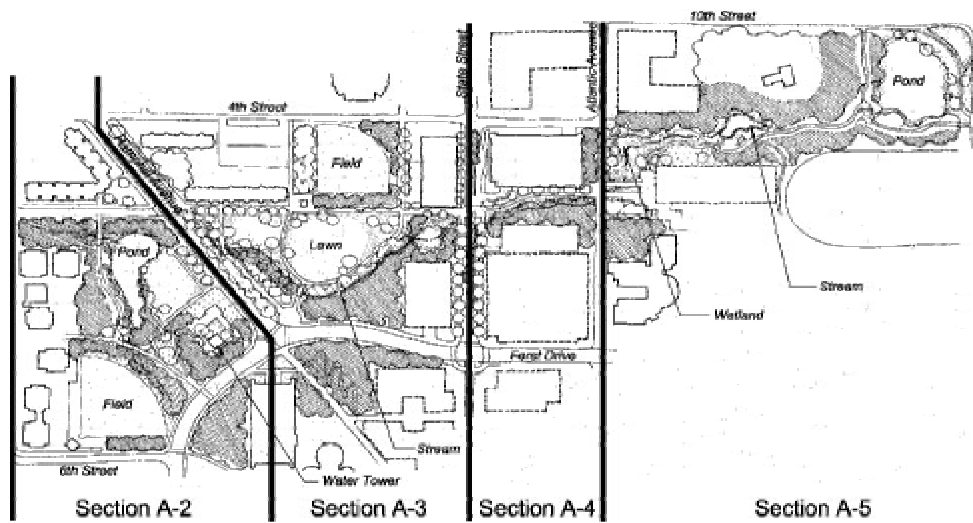 10th Street
State Street
Atlantic Avenue
4th Street
Pond
Field
Lawn
Pond
Stream
Wetland
Ferst Drive
Field
Stream
6th Street
Water Tower
Section A-2
Section A-3
Section A-4
Section A-5